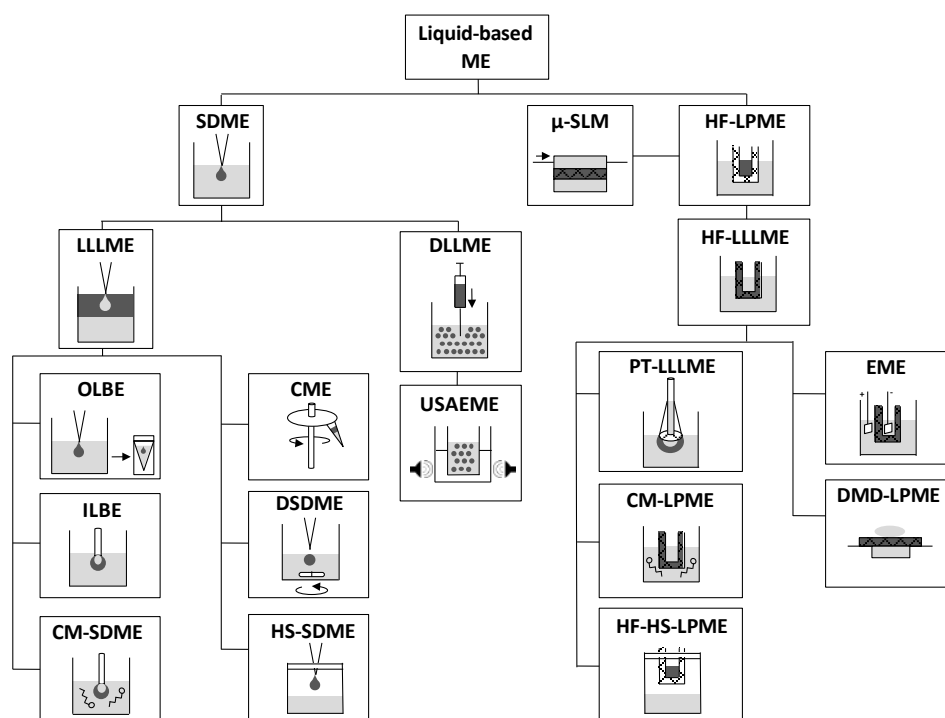 Liquid-based
ME
SDME
µ-SLM
HF-LPME
LLLME
DLLME
HF-LLLME
OLBE
CME
USAEME
PT-LLLME
EME
+
-
ILBE
DSDME
CM-LPME
DMD-LPME
CM-SDME
HS-SDME
HF-HS-LPME